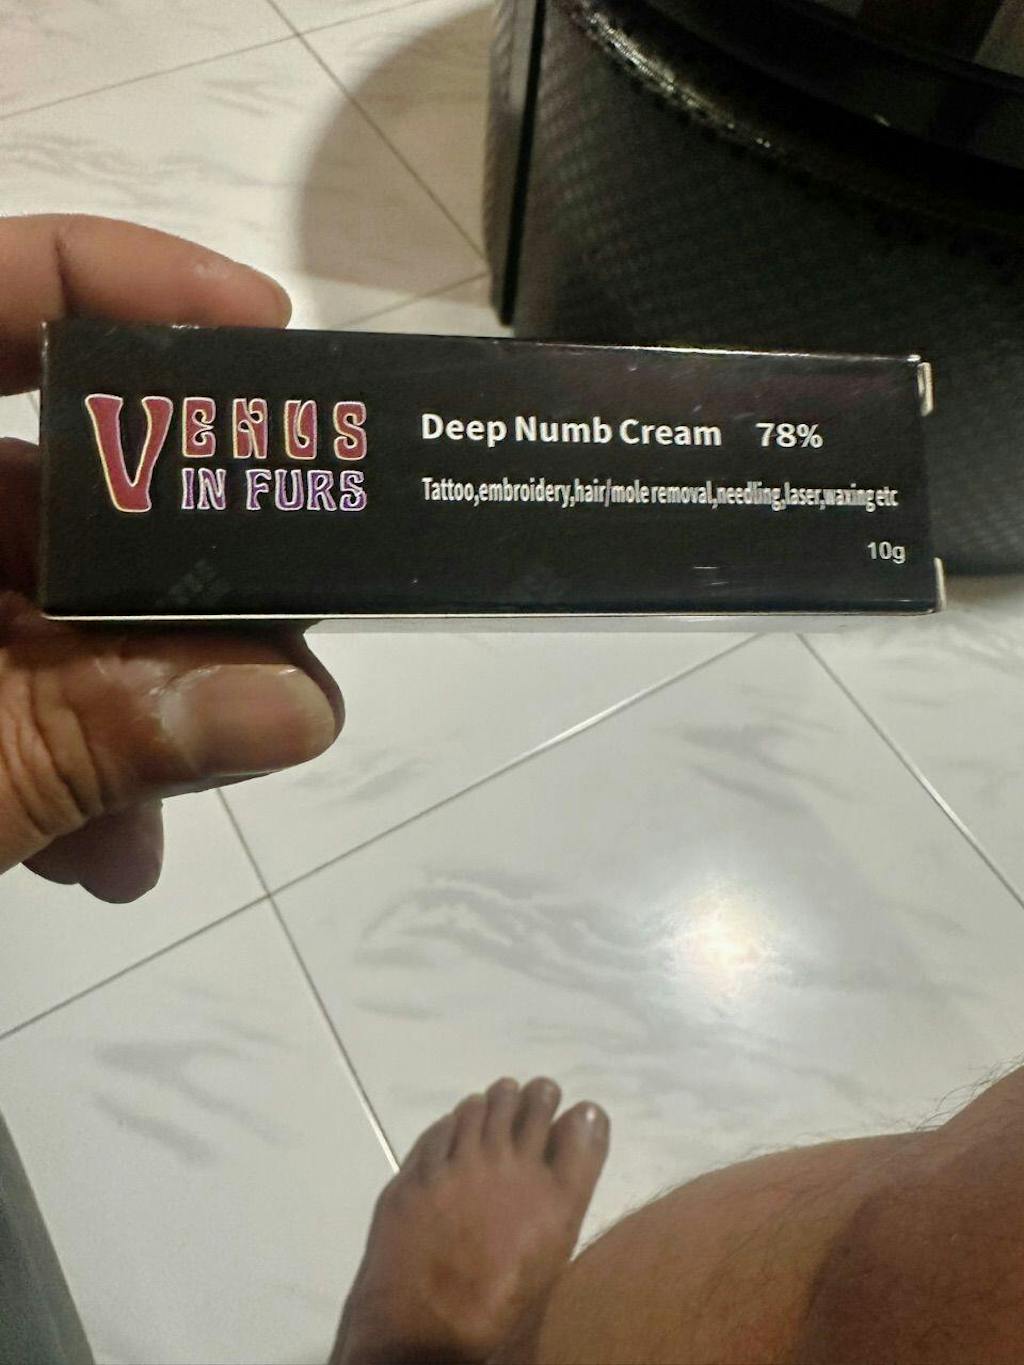 VENUS
IN FURS
Deep Numb Cream 78%
Tattoo,embroidery,hair/mole removal,needling,laser,waxing etc
10g